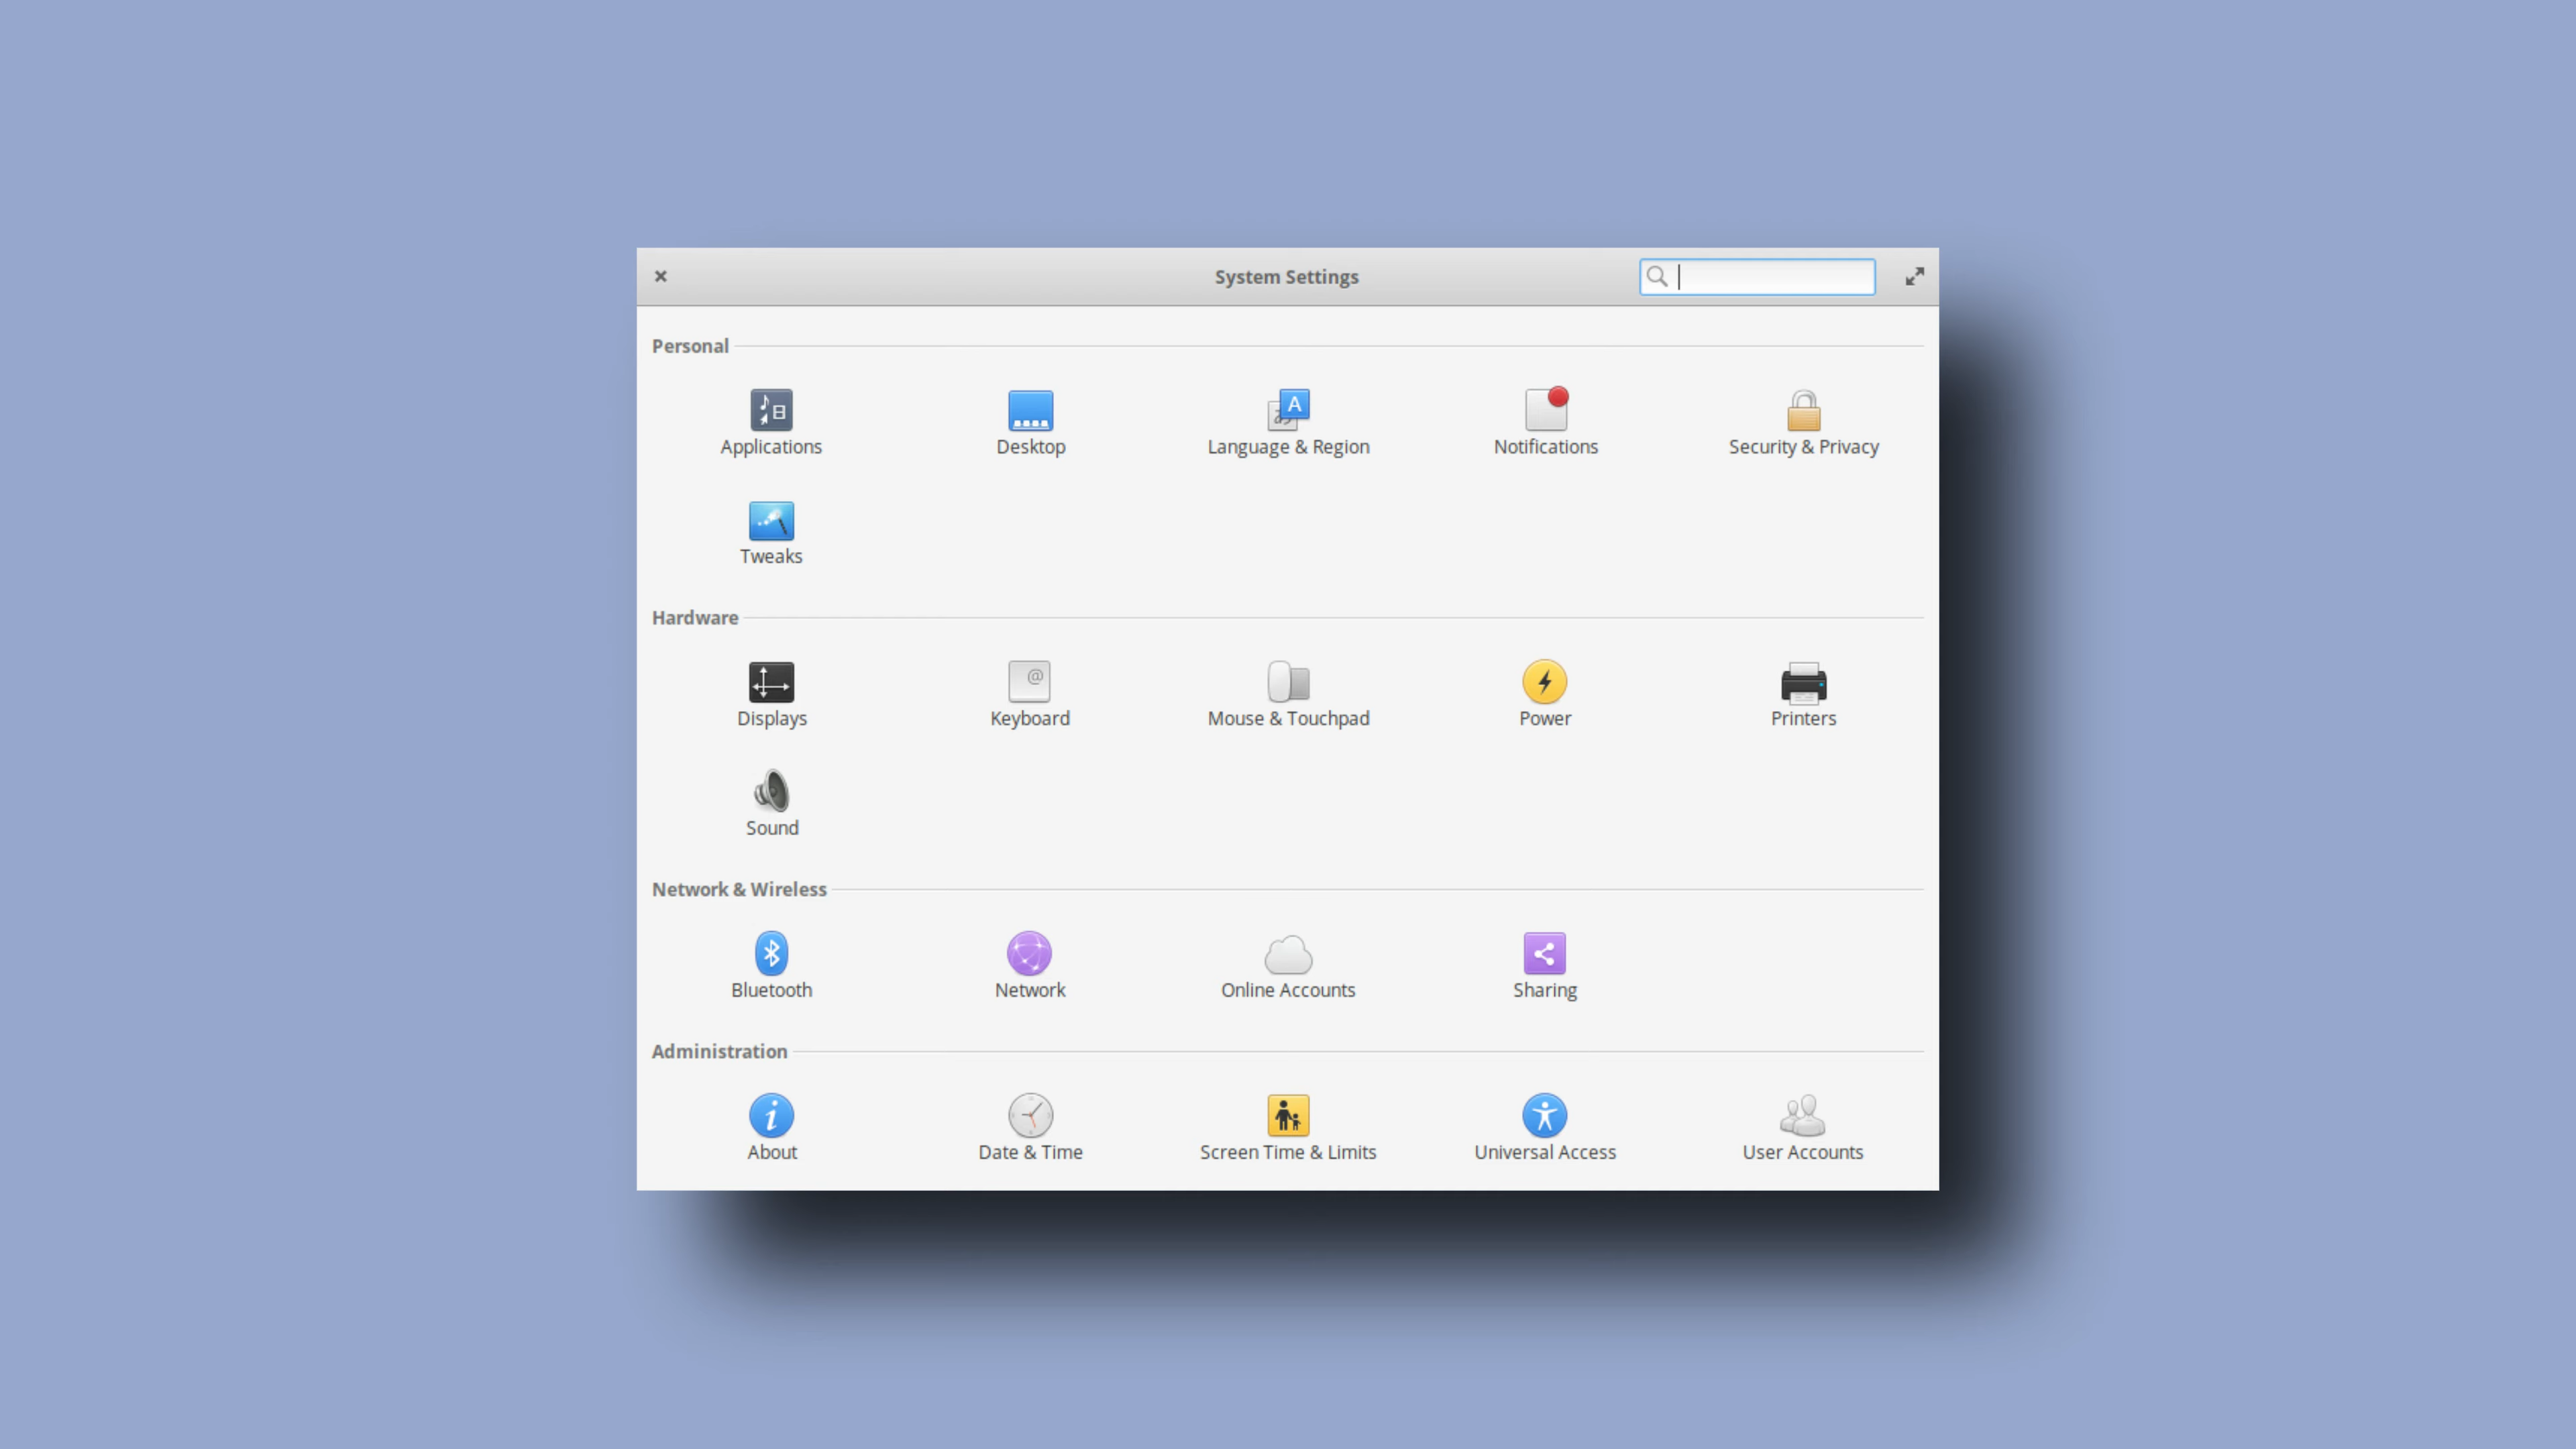 System Settings
Personal
Applications
Desktop
Language & Region
Notifications
Security & Privacy
Tweaks
Hardware
Displays
Keyboard
Mouse & Touchpad
Power
Printers
Sound
Network & Wireless
Bluetooth
Network
Online Accounts
Sharing
Administration
About
Date & Time
Screen Time & Limits
Universal Access
User Accounts